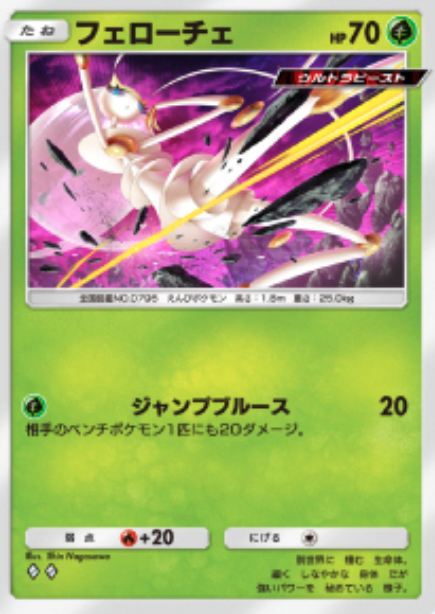 たね フェローチェ HP 70
ウルトラビースト
全国図鑑NO.0795 えんびポケモン 高さ:1.8m 重さ:25.0kg
ジャンプブルース 20
相手のベンチポケモン1匹にも20ダメージ。
弱点 +20 にげる
Illus. Shin Nagasawa
別世界に 棲む 生命体。
遅く しなやかな 身体 だが
強いパワーを 秘めている 様子。